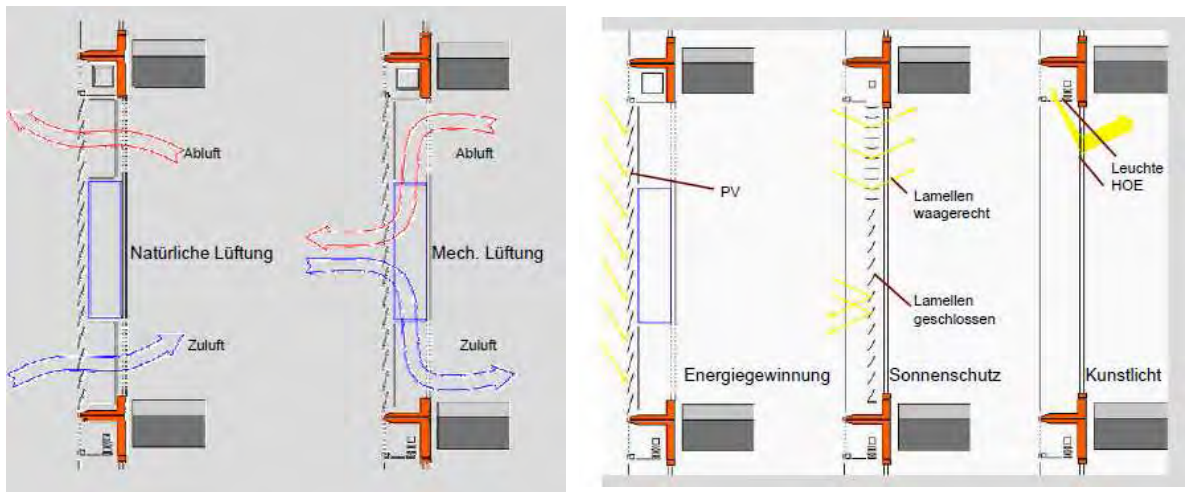 Abluft
Natürliche Lüftung
Zuluft
Abluft
Mech. Lüftung
Zuluft
PV
Energiegewinnung
Lamellen
waagerecht
Lamellen
geschlossen
Sonnenschutz
Leuchte
HOE
Kunstlicht